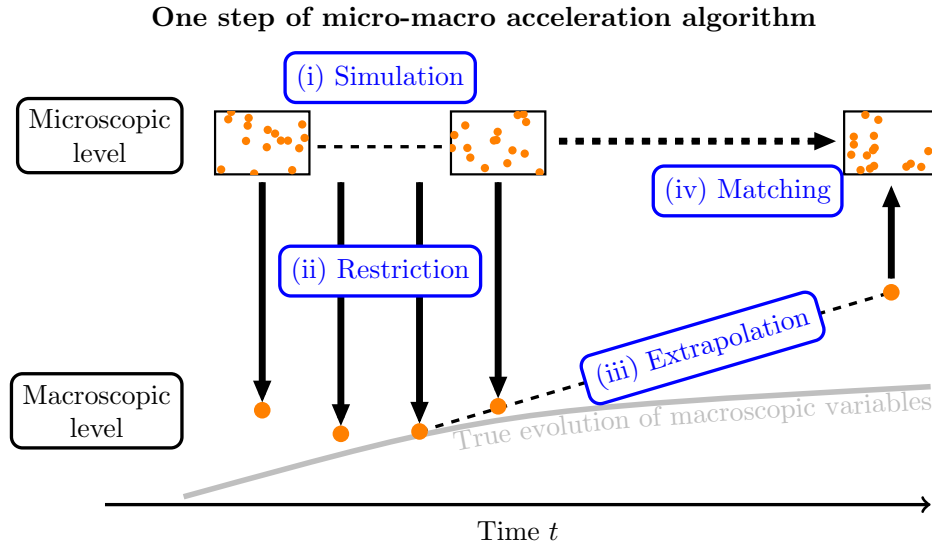 One step of micro-macro acceleration algorithm
(i) Simulation
Microscopic
level
(iv) Matching
(ii) Restriction
(iii) Extrapolation
Macroscopic
level
True evolution of macroscopic variables
Time t